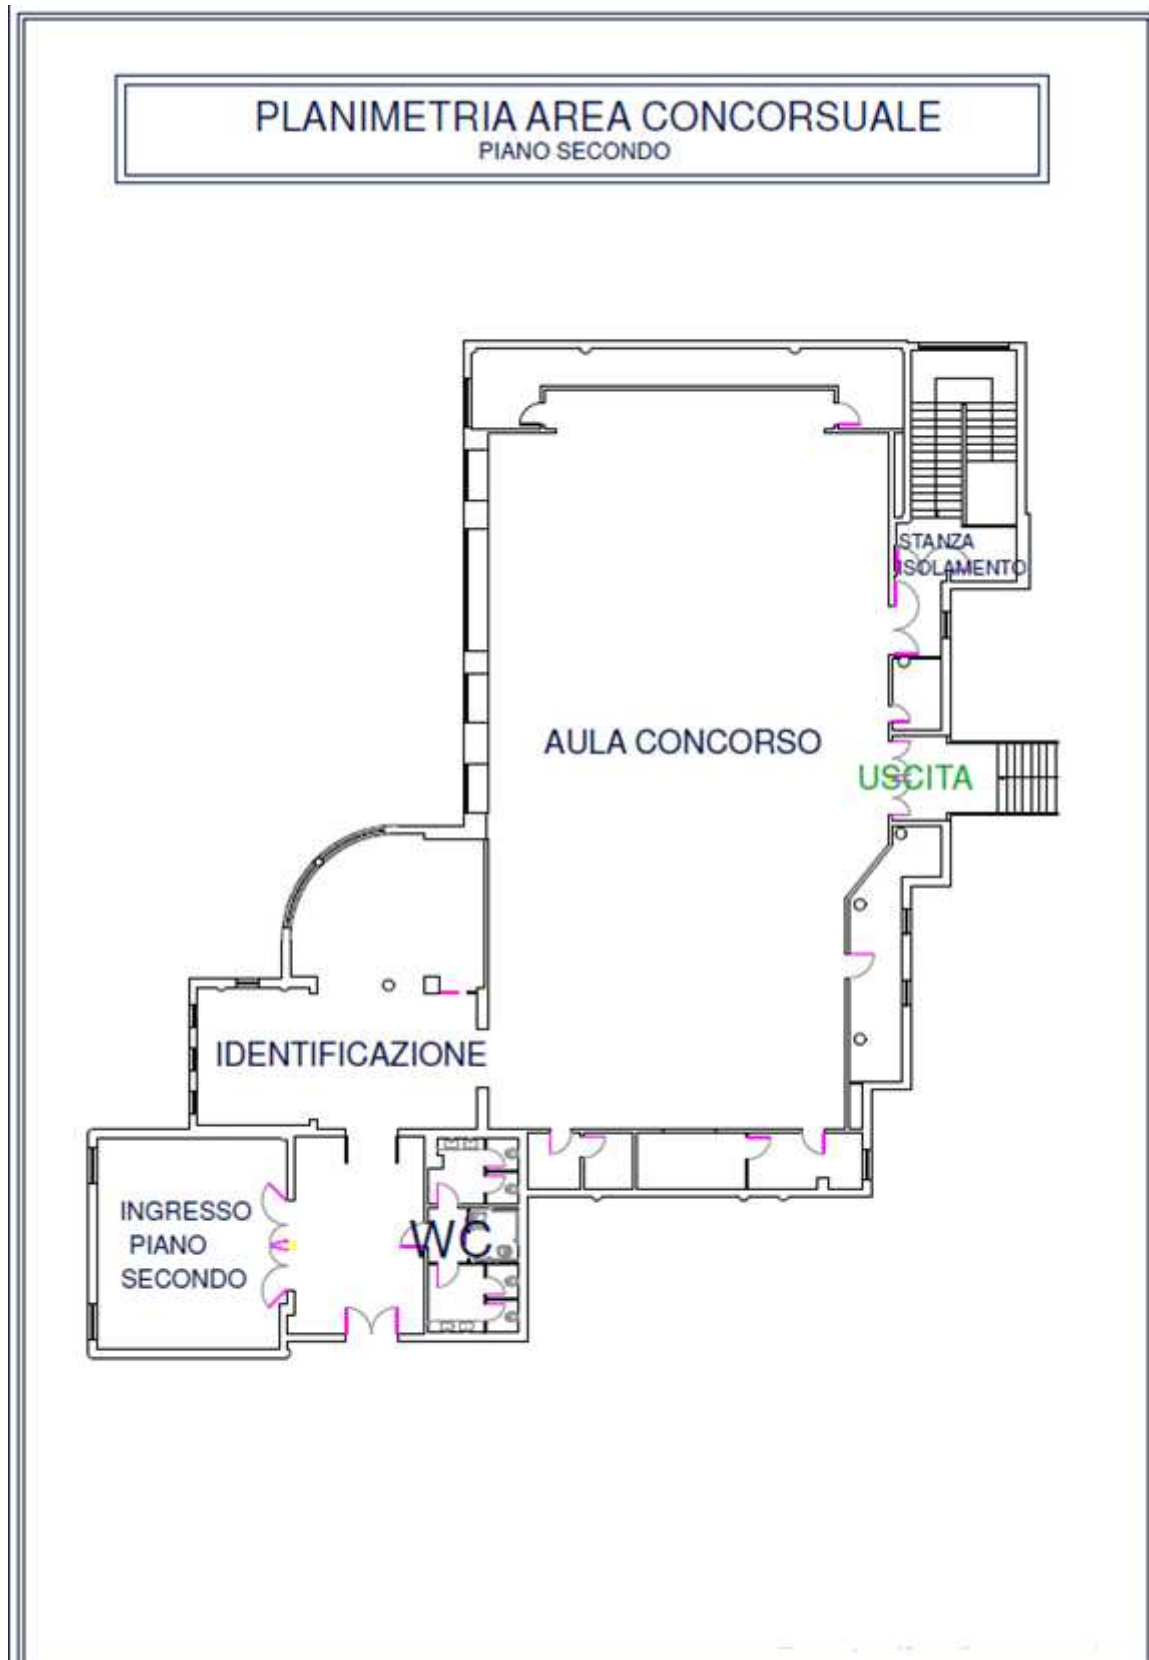 PLANIMETRIA AREA CONCORSUALE
PIANO SECONDO
STANZA
ISOLAMENTO
AULA CONCORSO
USCITA
IDENTIFICAZIONE
INGRESSO
PIANO
SECONDO
WC